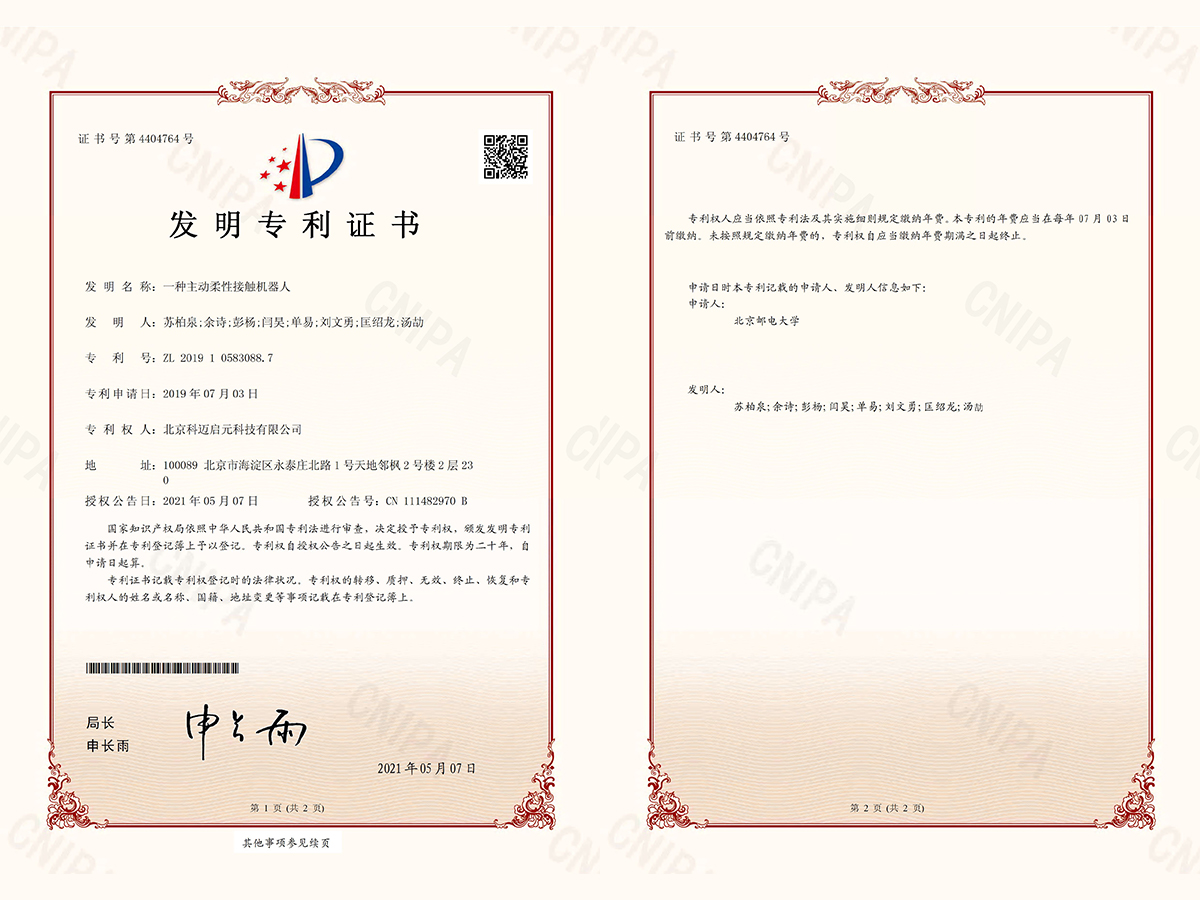 证书号第4404764号
发明专利证书
发明名称：一种主动柔性接触机器人
发明人：苏柏泉;余诗;彭杨;闫昊;单易;刘文勇;匡绍龙;汤劼
专利号：ZL 2019 1 0583088.7
专利申请日：2019年07月03日
专利权人：北京科迈启元科技有限公司
地址：100089 北京市海淀区永泰庄北路1号天地邻枫2号楼2层23
0
授权公告日：2021年05月07日 授权公告号：CN 111482970 B
国家知识产权局依照中华人民共和国专利法进行审查，决定授予专利权，颁发发明专利
证书并在专利登记簿上予以登记。专利权自授权公告之日起生效。专利权期限为二十年，自
申请日起算。
专利证书记载专利权登记时的法律状况。专利权的转移、质押、无效、终止、恢复和专
利权人的姓名或名称、国籍、地址变更等事项记载在专利登记簿上。
局长
申长雨
申长雨
2021年05月07日
第 1 页 (共 2 页)
其他事项参见续页
证书号第4404764号
专利权人应当依照专利法及其实施细则规定缴纳年费。本专利的年费应当在每年07月03日
前缴纳。未按照规定缴纳年费的，专利权自应当缴纳年费期满之日起终止。
申请日时本专利记载的申请人、发明人信息如下：
申请人：
北京邮电大学
发明人：
苏柏泉;余诗;彭杨;闫昊;单易;刘文勇;匡绍龙;汤劼
第 2 页 (共 2 页)
CNIPA